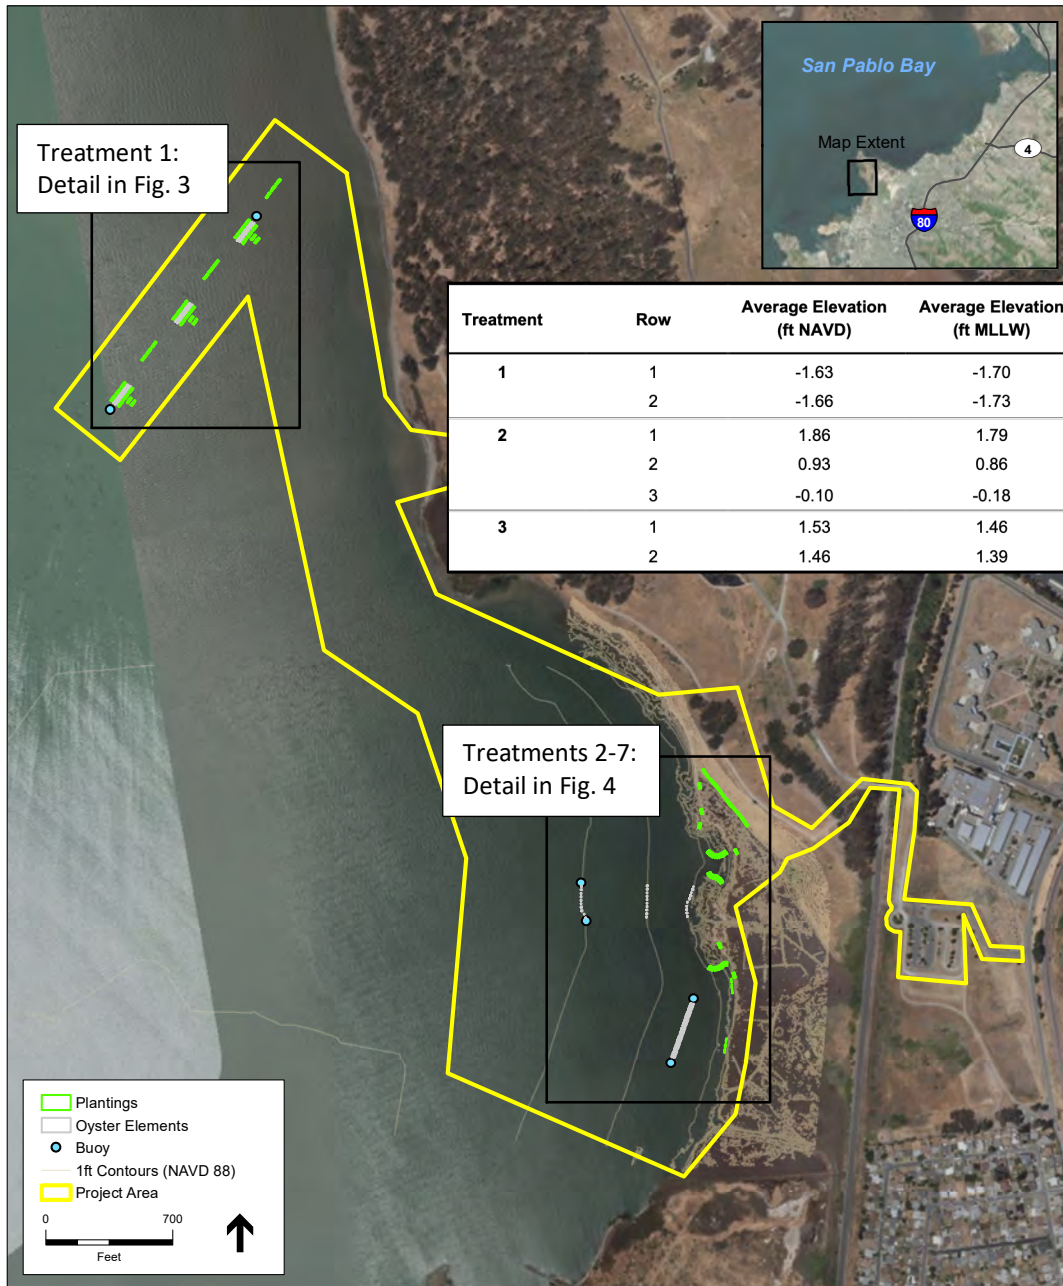 San Pablo Bay
Map Extent
4
80
Treatment 1:
Detail in Fig. 3
Treatment Row Average Elevation (ft NAVD) Average Elevation (ft MLLW)
1 1 -1.63 -1.70
2 -1.66 -1.73
2 1 1.86 1.79
2 0.93 0.86
3 -0.10 -0.18
3 1 1.53 1.46
2 1.46 1.39
Treatments 2-7:
Detail in Fig. 4
Plantings
Oyster Elements
Buoy
1ft Contours (NAVD 88)
Project Area
0 700
Feet